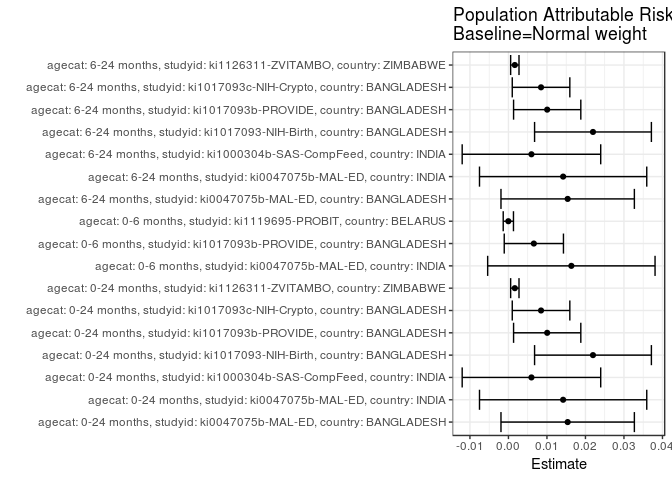 Population Attributable Risk
Baseline=Normal weight
agecat: 6-24 months, studyid: ki1126311-ZVITAMBO, country: ZIMBABWE
agecat: 6-24 months, studyid: ki1017093c-NIH-Crypto, country: BANGLADESH
agecat: 6-24 months, studyid: ki1017093b-PROVIDE, country: BANGLADESH
agecat: 6-24 months, studyid: ki1017093-NIH-Birth, country: BANGLADESH
agecat: 6-24 months, studyid: ki1000304b-SAS-CompFeed, country: INDIA
agecat: 6-24 months, studyid: ki0047075b-MAL-ED, country: INDIA
agecat: 6-24 months, studyid: ki0047075b-MAL-ED, country: BANGLADESH
agecat: 0-6 months, studyid: ki1119695-PROBIT, country: BELARUS
agecat: 0-6 months, studyid: ki1017093b-PROVIDE, country: BANGLADESH
agecat: 0-6 months, studyid: ki0047075b-MAL-ED, country: INDIA
agecat: 0-24 months, studyid: ki1126311-ZVITAMBO, country: ZIMBABWE
agecat: 0-24 months, studyid: ki1017093c-NIH-Crypto, country: BANGLADESH
agecat: 0-24 months, studyid: ki1017093b-PROVIDE, country: BANGLADESH
agecat: 0-24 months, studyid: ki1017093-NIH-Birth, country: BANGLADESH
agecat: 0-24 months, studyid: ki1000304b-SAS-CompFeed, country: INDIA
agecat: 0-24 months, studyid: ki0047075b-MAL-ED, country: INDIA
agecat: 0-24 months, studyid: ki0047075b-MAL-ED, country: BANGLADESH
-0.01 0.00 0.01 0.02 0.03 0.04
Estimate